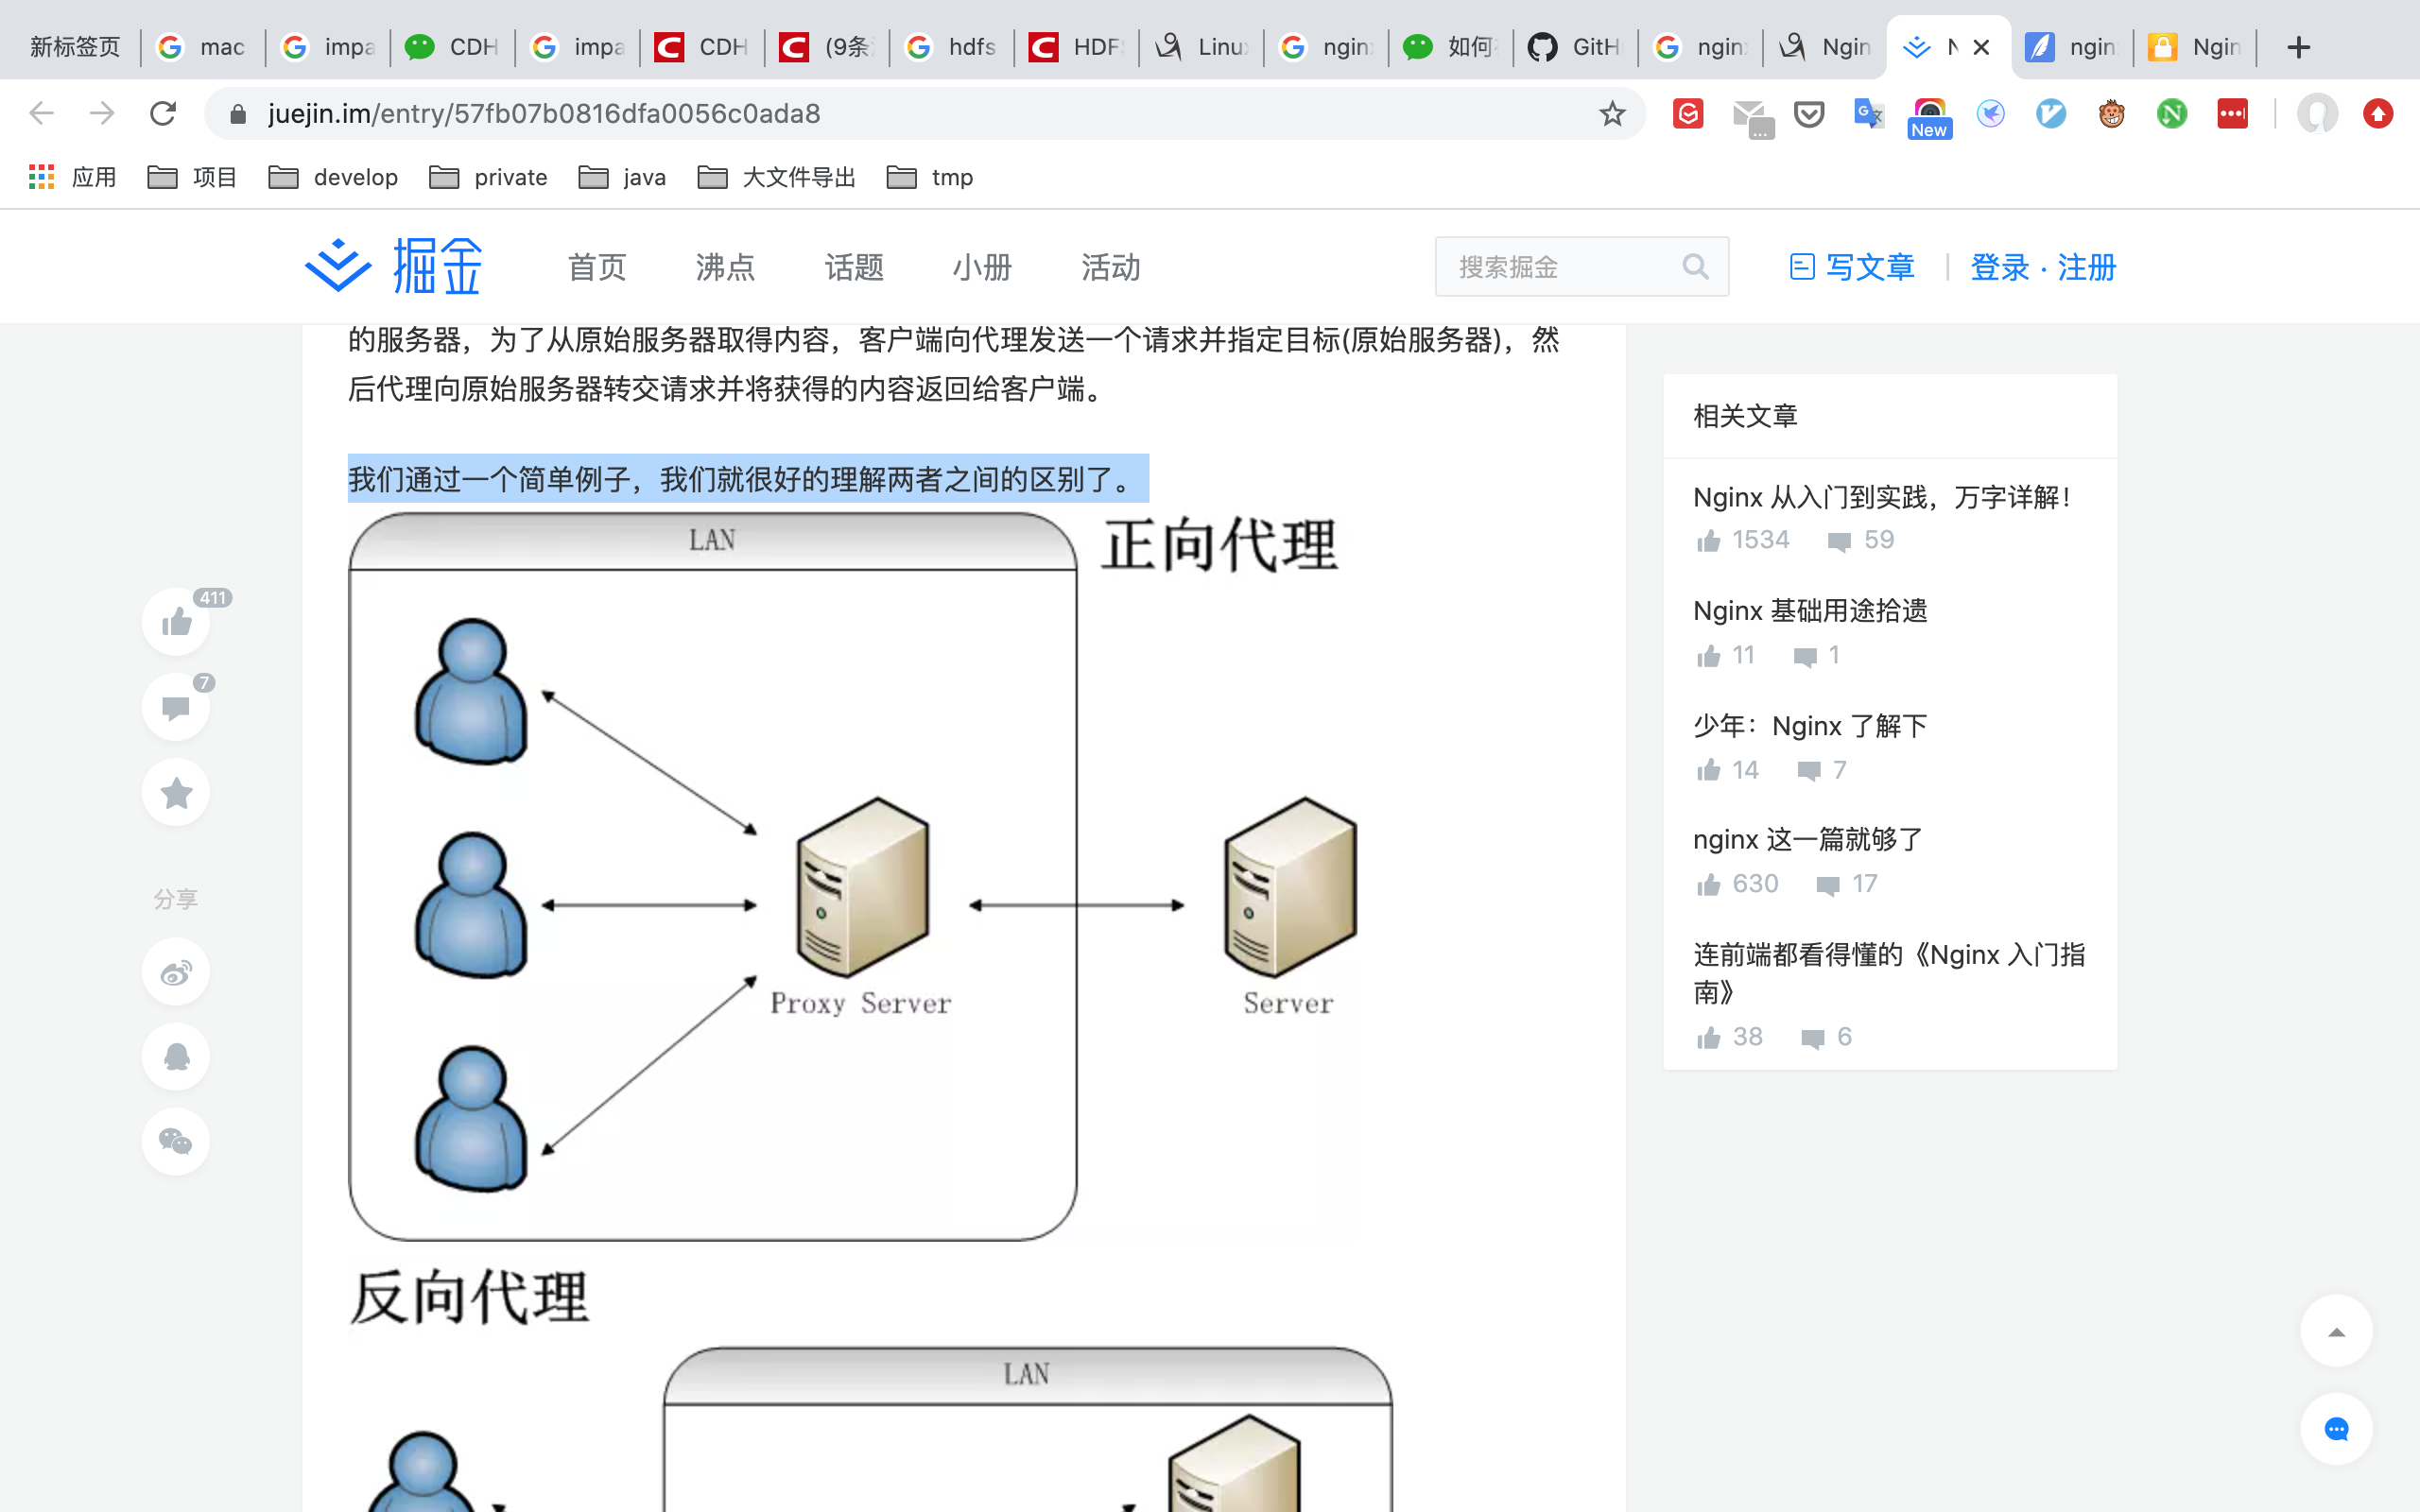 新标签页
mac
impa
CDH
impa
CDH
(9条
hdfs
HDF
Linu
nginx
如何
GitH
nginx
Ngin
N
ngin
Ngin
juejin.im/entry/57fb07b0816dfa0056c0ada8
New
应用
项目
develop
private
java
大文件导出
tmp
掘金
首页
沸点
话题
小册
活动
搜索掘金
写文章
登录 · 注册
的服务器，为了从原始服务器取得内容，客户端向代理发送一个请求并指定目标(原始服务器)，然
后代理向原始服务器转交请求并将获得的内容返回给客户端。
我们通过一个简单例子，我们就很好的理解两者之间的区别了。
LAN
正向代理
Proxy Server
Server
反向代理
LAN
411
7
分享
相关文章
Nginx 从入门到实践，万字详解！
1534 59
Nginx 基础用途拾遗
11 1
少年：Nginx 了解下
14 7
nginx 这一篇就够了
630 17
连前端都看得懂的《Nginx 入门指
南》
38 6